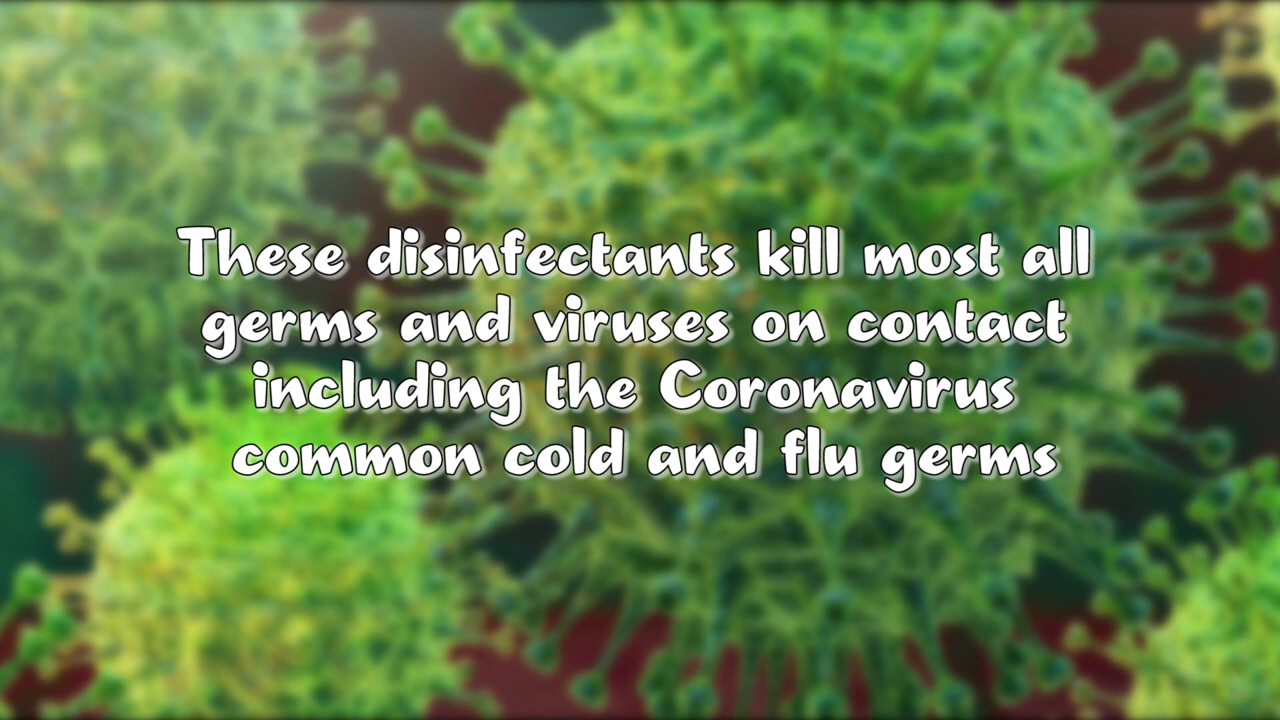 These disinfectants kill most all
germs and viruses on contact
including the Coronavirus
common cold and flu germs